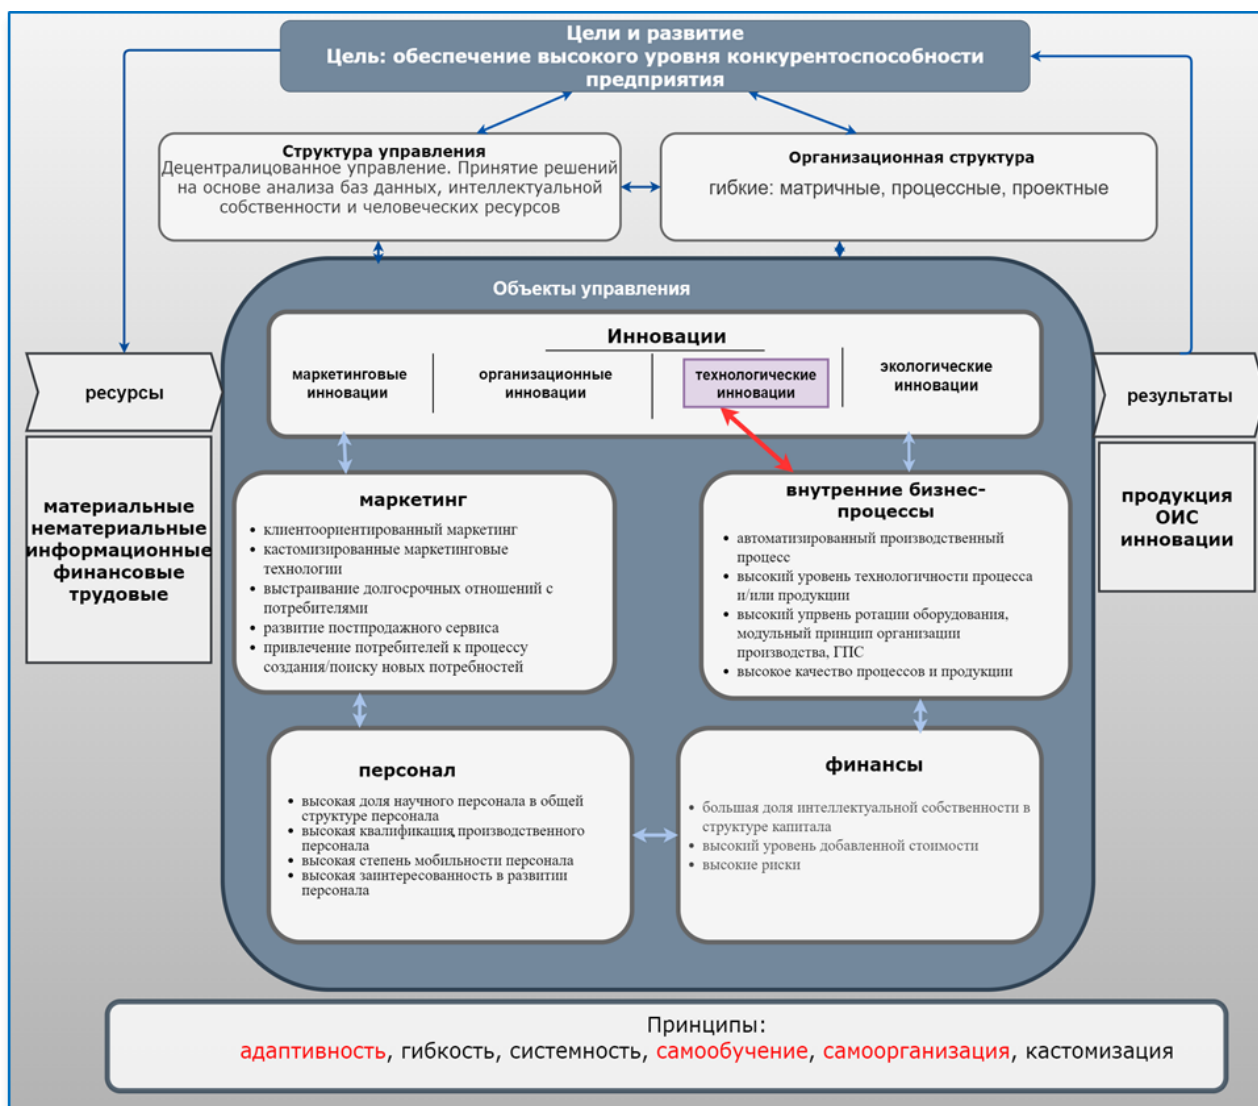 Цели и развитие
Цель: обеспечение высокого уровня конкурентоспособности
предприятия
Структура управления
Децентралицованное управление. Принятие решений
на основе анализа баз данных, интеллектуальной
собственности и человеческих ресурсов
Организационная структура
гибкие: матричные, процессные, проектные
Объекты управления
Инновации
маркетинговые
инновации
организационные
инновации
технологические
инновации
экологические
инновации
ресурсы
материальные
нематериальные
информационные
финансовые
трудовые
результаты
продукция
ОИС
инновации
маркетинг
• клиентоориентированный маркетинг
• кастомизированные маркетинговые
технологии
• выстраивание долгосрочных отношений с
потребителями
• развитие постпродажного сервиса
• привлечение потребителей к процессу
создания/поиску новых потребностей
внутренние бизнес-
процессы
• автоматизированный производственный
процесс
• высокий уровень технологичности процесса
и/или продукции
• высокий упрвень ротации оборудования,
модульный принцип организации
производства, ГПС
• высокое качество процессов и продукции
персонал
• высокая доля научного персонала в общей
структуре персонала
• высокая квалификация производственного
персонала
• высокая степень мобильности персонала
• высокая заинтересованность в развитии
персонала
финансы
• большая доля интеллектуальной собственности в
структуре капитала
• высокий уровень добавленной стоимости
• высокие риски
Принципы:
адаптивность, гибкость, системность, самообучение, самоорганизация, кастомизация